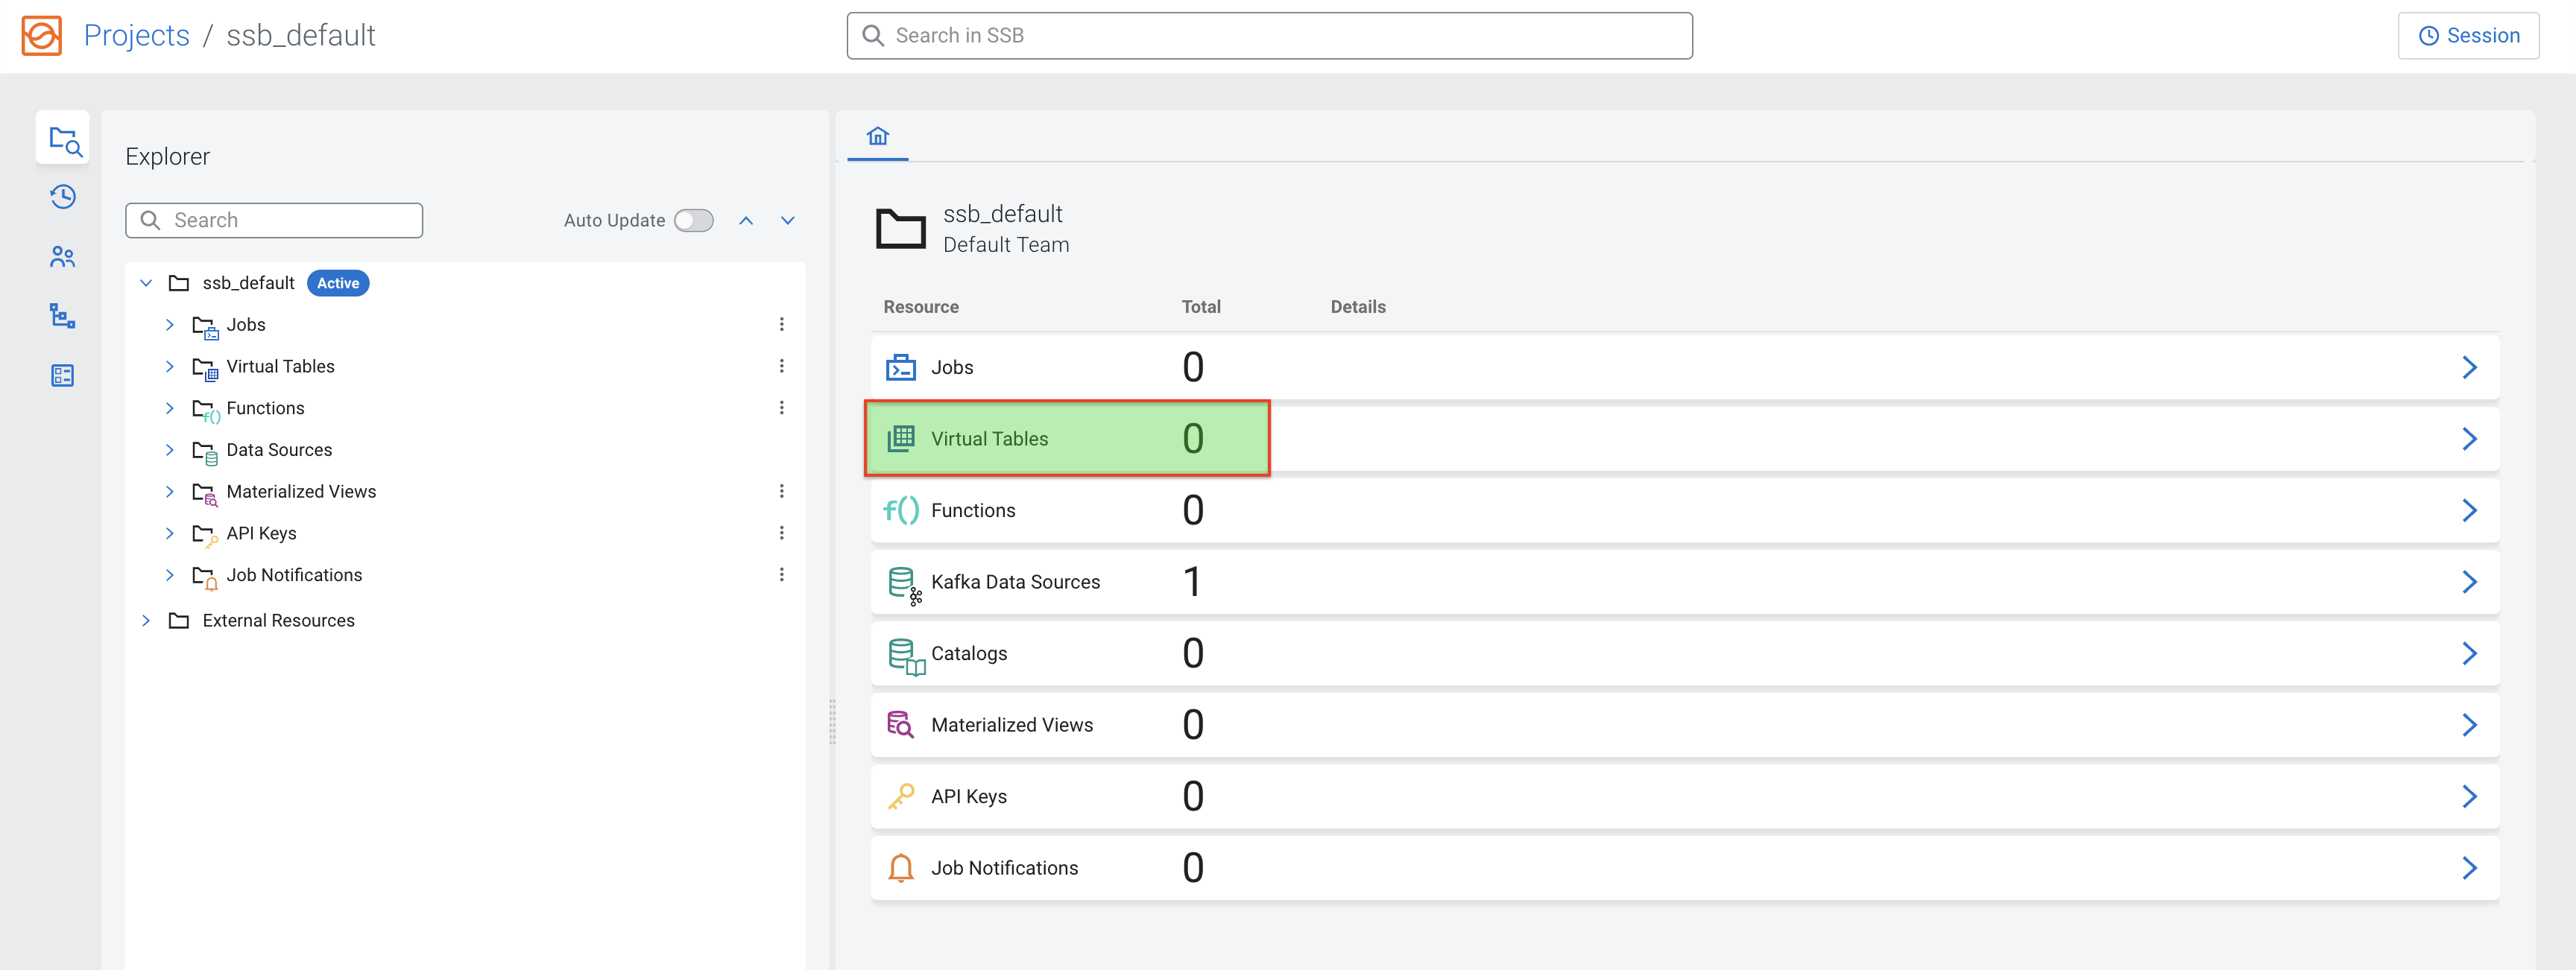 Projects / ssb_default
Search in SSB
Session
Explorer
Search
Auto Update
ssb_default Active
Jobs
Virtual Tables
f() Functions
Data Sources
Materialized Views
API Keys
Job Notifications
External Resources
ssb_default
Default Team
Resource Total Details
Jobs 0
Virtual Tables 0
f() Functions 0
Kafka Data Sources 1
Catalogs 0
Materialized Views 0
API Keys 0
Job Notifications 0